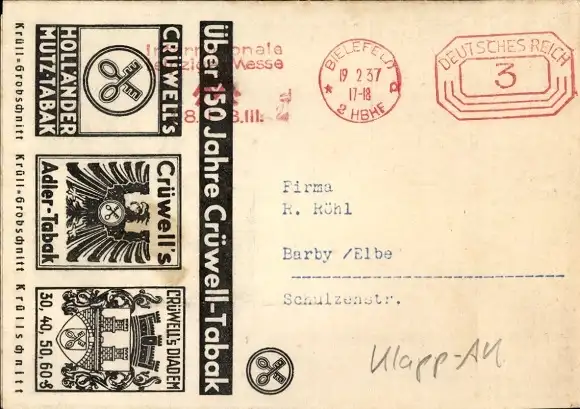 Krüll=Grobschnitt Krüll=Grobschnitt Krüllschnitt
CRÜWELL's
HOLLÄNDER
MUTZ-TABAK
Crüwell's
Adler-Tabak
CRÜWELL's DIADEM
30, 40, 50, 60 ₰
Über 150 Jahre Crüwell-Tabak
Internationale
Messe
BIELEFELD
19 2.37
17-18
* 2 HBHF
DEUTSCHES REICH
3
Firma
R. Röhl
Barby /Elbe
Schulzenstr.
Klapp-AK